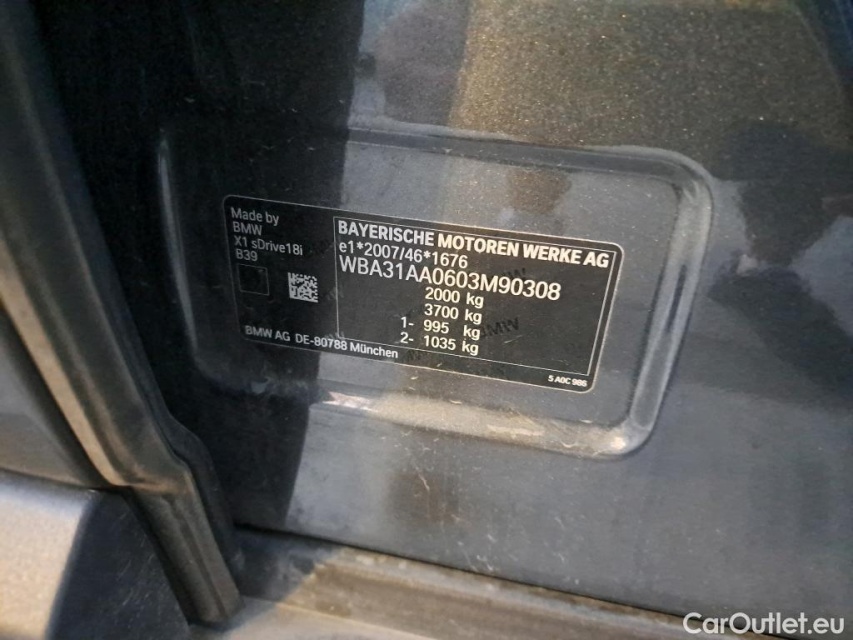 Made by
BMW
X1 sDrive18i
B39
BAYERISCHE MOTOREN WERKE AG
e1*2007/46*1676
WBA31AA0603M90308
2000 kg
3700 kg
1- 995 kg
2- 1035 kg
BMW AG DE-80788 München
5 A0C 986
CarOutlet.eu